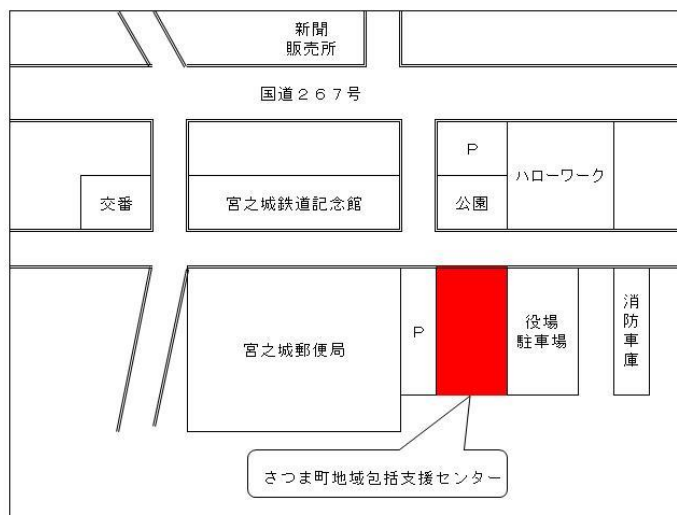 新聞
販売所
国道２６７号
Ｐ
ハローワーク
交番
宮之城鉄道記念館
公園
宮之城郵便局
Ｐ
役場
駐車場
消防車庫
さつま町地域包括支援センター